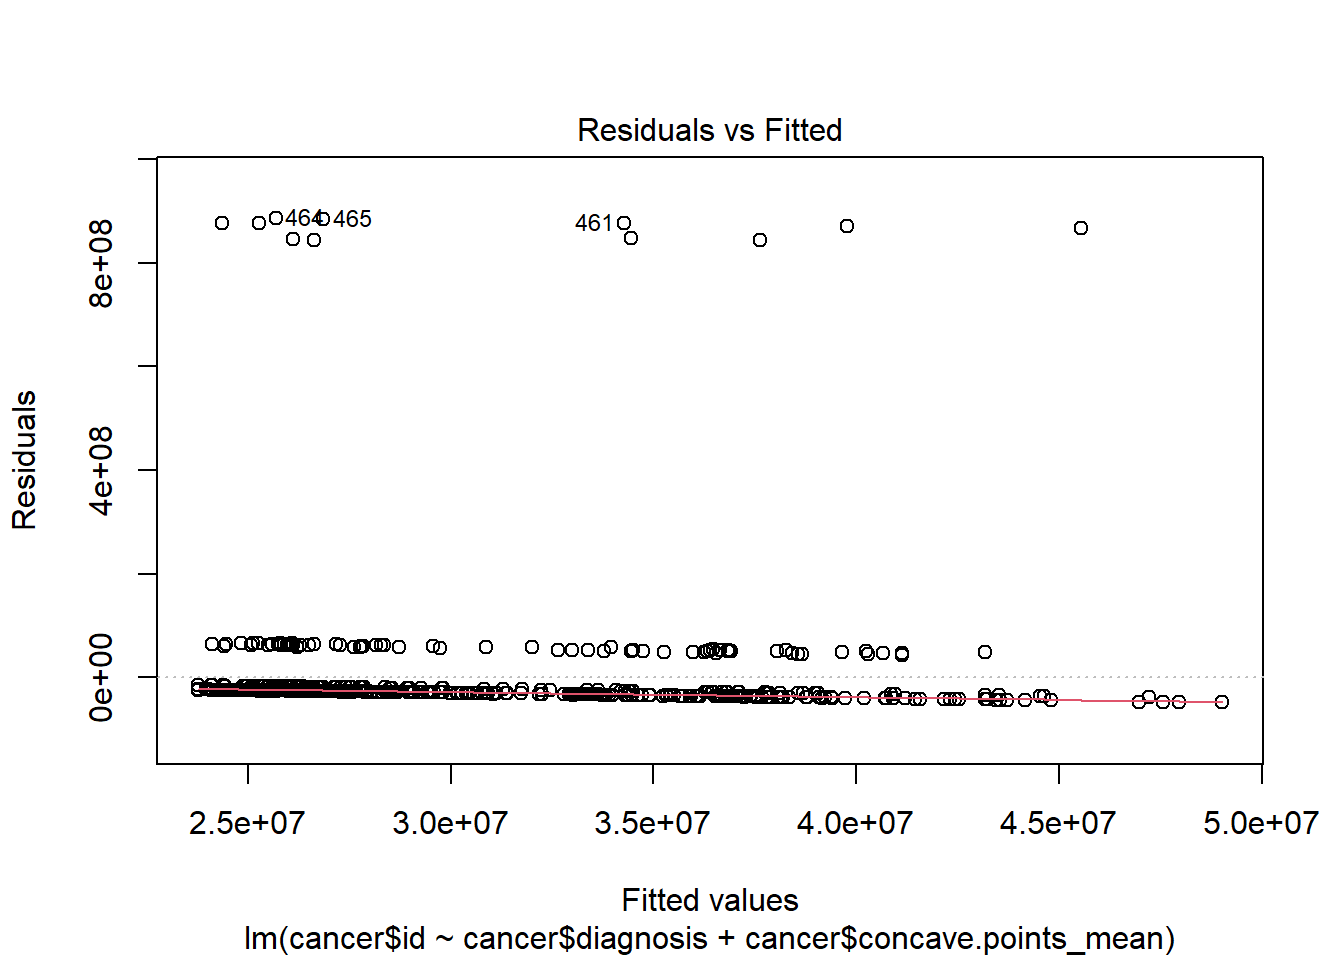 Residuals vs Fitted
Residuals
8e+08
4e+08
0e+00
464
465
461
2.5e+07 3.0e+07 3.5e+07 4.0e+07 4.5e+07 5.0e+07
Fitted values
lm(cancer$id ~ cancer$diagnosis + cancer$concave.points_mean)